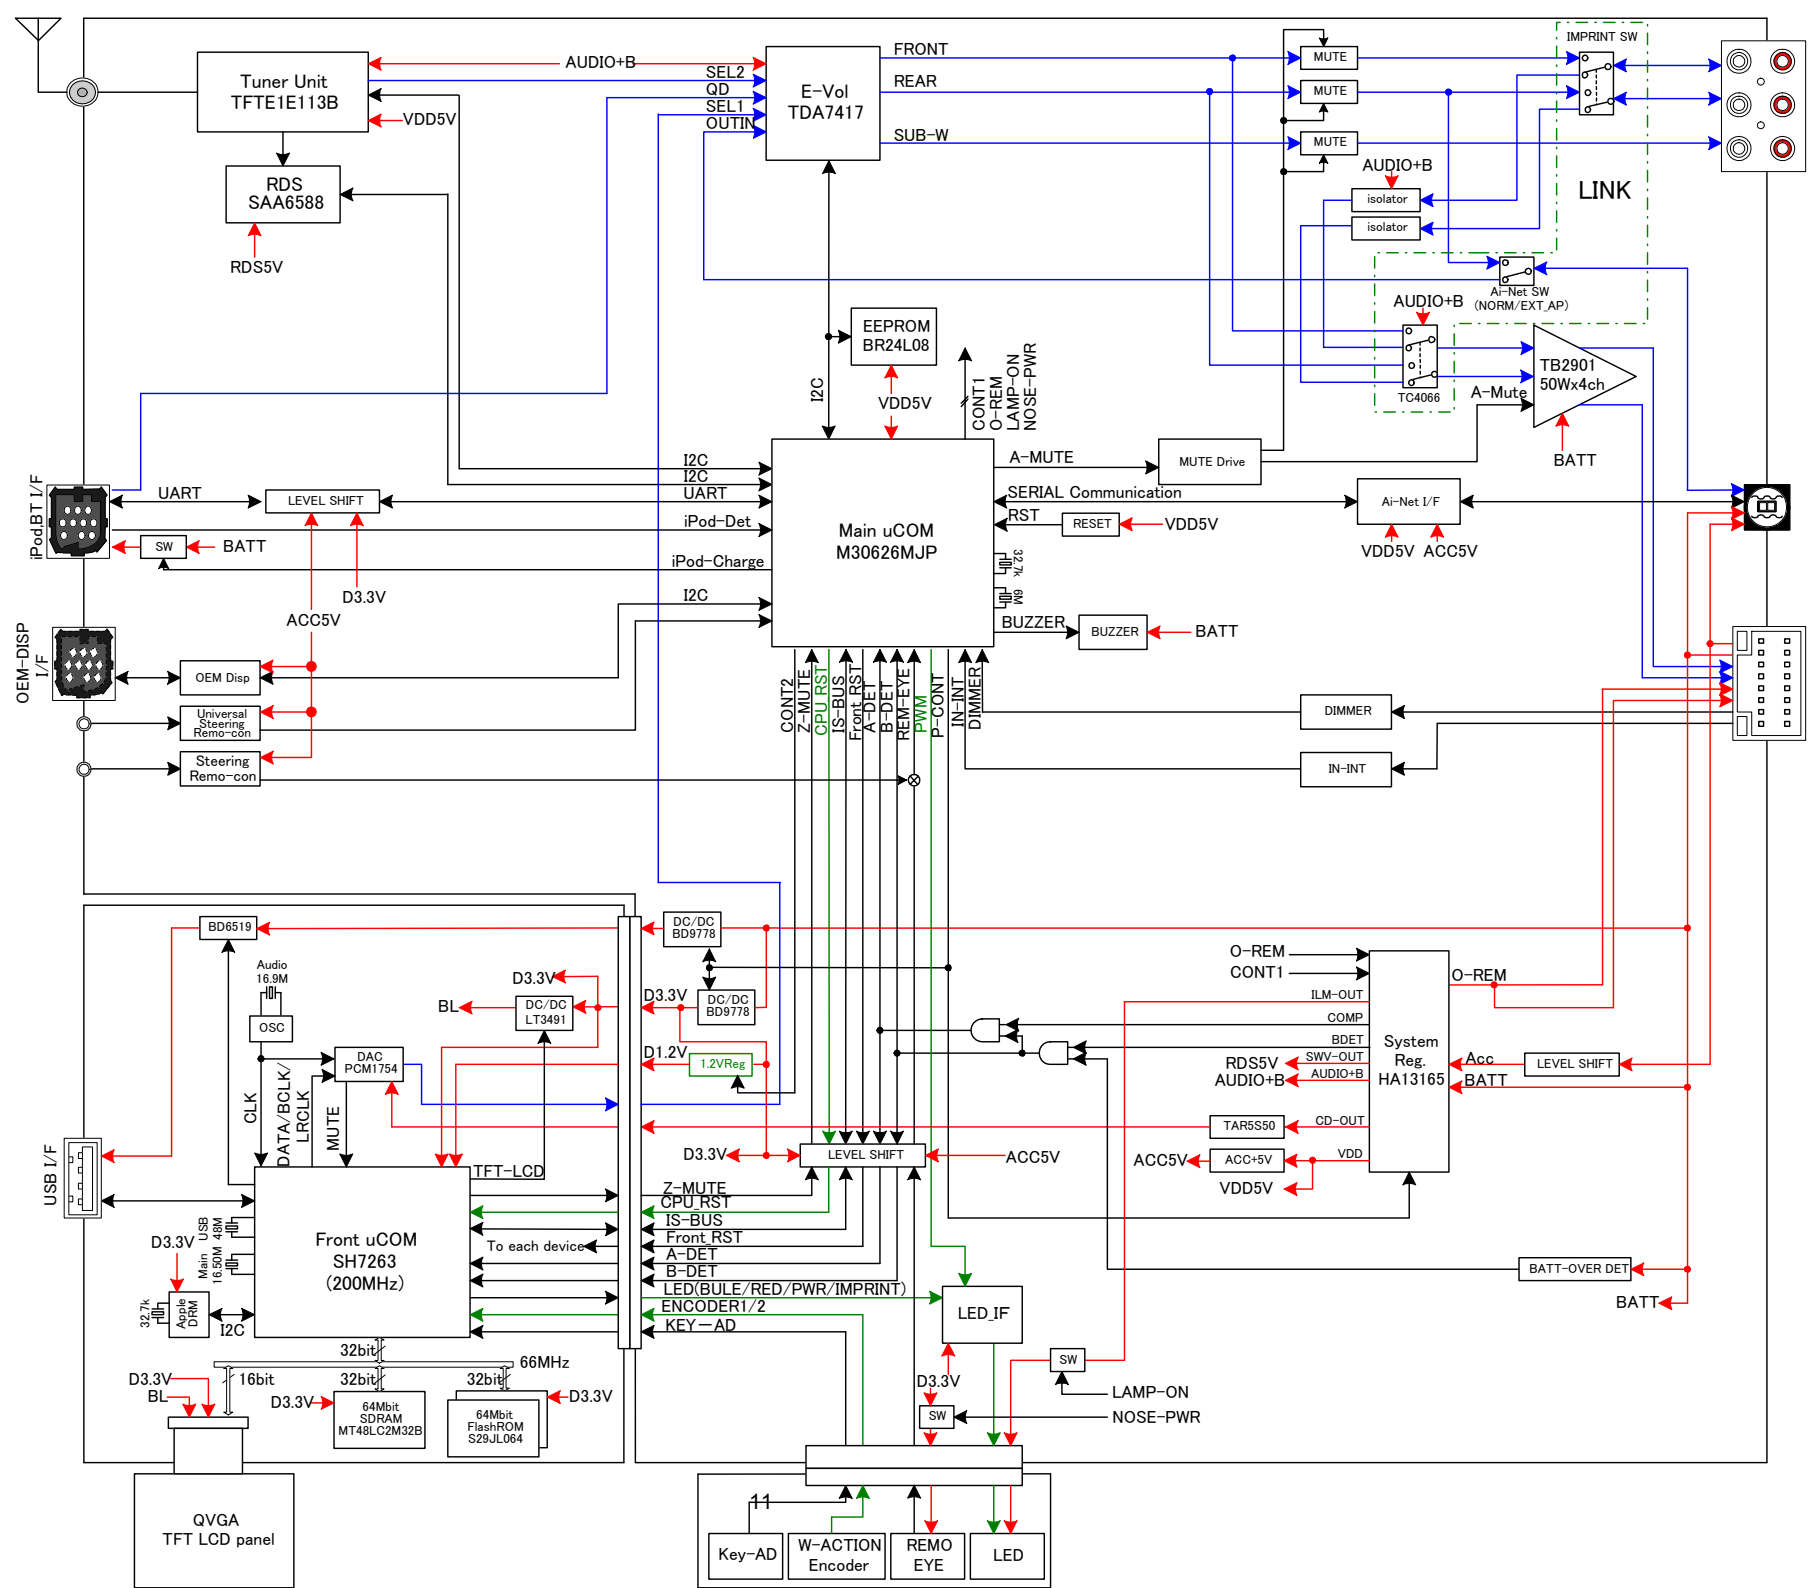 IMPRINT SW
FRONT
AUDIO+B
MUTE
Tuner Unit
TFTE1E113B
SEL2
QD
SEL1
OUTIN
E-Vol
TDA7417
REAR
MUTE
VDD5V
SUB-W
MUTE
AUDIO+B
RDS
SAA6588
isolator
isolator
LINK
RDS5V
Ai-Net SW
(NORM/EXT_AP)
AUDIO+B
EEPROM
BR24L08
TB2901
50Wx4ch
I2C
VDD5V
CONT1
O-REM
LAMP-ON
NOSE-PWR
TC4066
A-Mute
BATT
iPod,BT I/F
I2C
I2C
UART
UART
LEVEL SHIFT
A-MUTE
MUTE Drive
SERIAL Communication
Ai-Net I/F
iPod-Det
Main uCOM
M30626MJP
RST
RESET
VDD5V
VDD5V
ACC5V
SW
BATT
iPod-Charge
32.7k
D3.3V
I2C
6M
ACC5V
BUZZER
BUZZER
BATT
OEM-DISP
I/F
OEM Disp
CONT2
Z-MUTE
CPU_RST
IS-BUS
Front_RST
A-DET
B-DET
REM-EYE
PWM
P-CONT
IN-INT
DIMMER
Universal
Steering
Remo-con
DIMMER
Steering
Remo-con
IN-INT
BD6519
DC/DC
BD9778
Audio
16.9M
D3.3V
O-REM
CONT1
O-REM
BL
DC/DC
LT3491
D3.3V
DC/DC
BD9778
ILM-OUT
OSC
COMP
BDET
System
Reg.
HA13165
DAC
PCM1754
D1.2V
1.2VReg
RDS5V
SWV-OUT
Acc
LEVEL SHIFT
AUDIO+B
AUDIO+B
BATT
CLK
DATA/BCLK/
LRCLK
MUTE
TAR5S50
CD-OUT
USB I/F
TFT-LCD
D3.3V
LEVEL SHIFT
ACC5V
ACC5V
ACC+5V
VDD
VDD5V
Z-MUTE
CPU_RST
IS-BUS
Front_RST
To each device
A-DET
B-DET
USB
48M
Front uCOM
SH7263
(200MHz)
D3.3V
Main
16.50M
BATT-OVER DET
LED(BULE/RED/PWR/IMPRINT)
ENCODER1/2
KEY－AD
LED_IF
BATT
32.7k
Apple
DRM
I2C
32bit
66MHz
D3.3V
BL
16bit
32bit
32bit
D3.3V
D3.3V
D3.3V
SW
LAMP-ON
64Mbit
SDRAM
MT48LC2M32B
64Mbit
FlashROM
S29JL064
SW
NOSE-PWR
QVGA
TFT LCD panel
11
Key-AD
W-ACTION
Encoder
REMO
EYE
LED